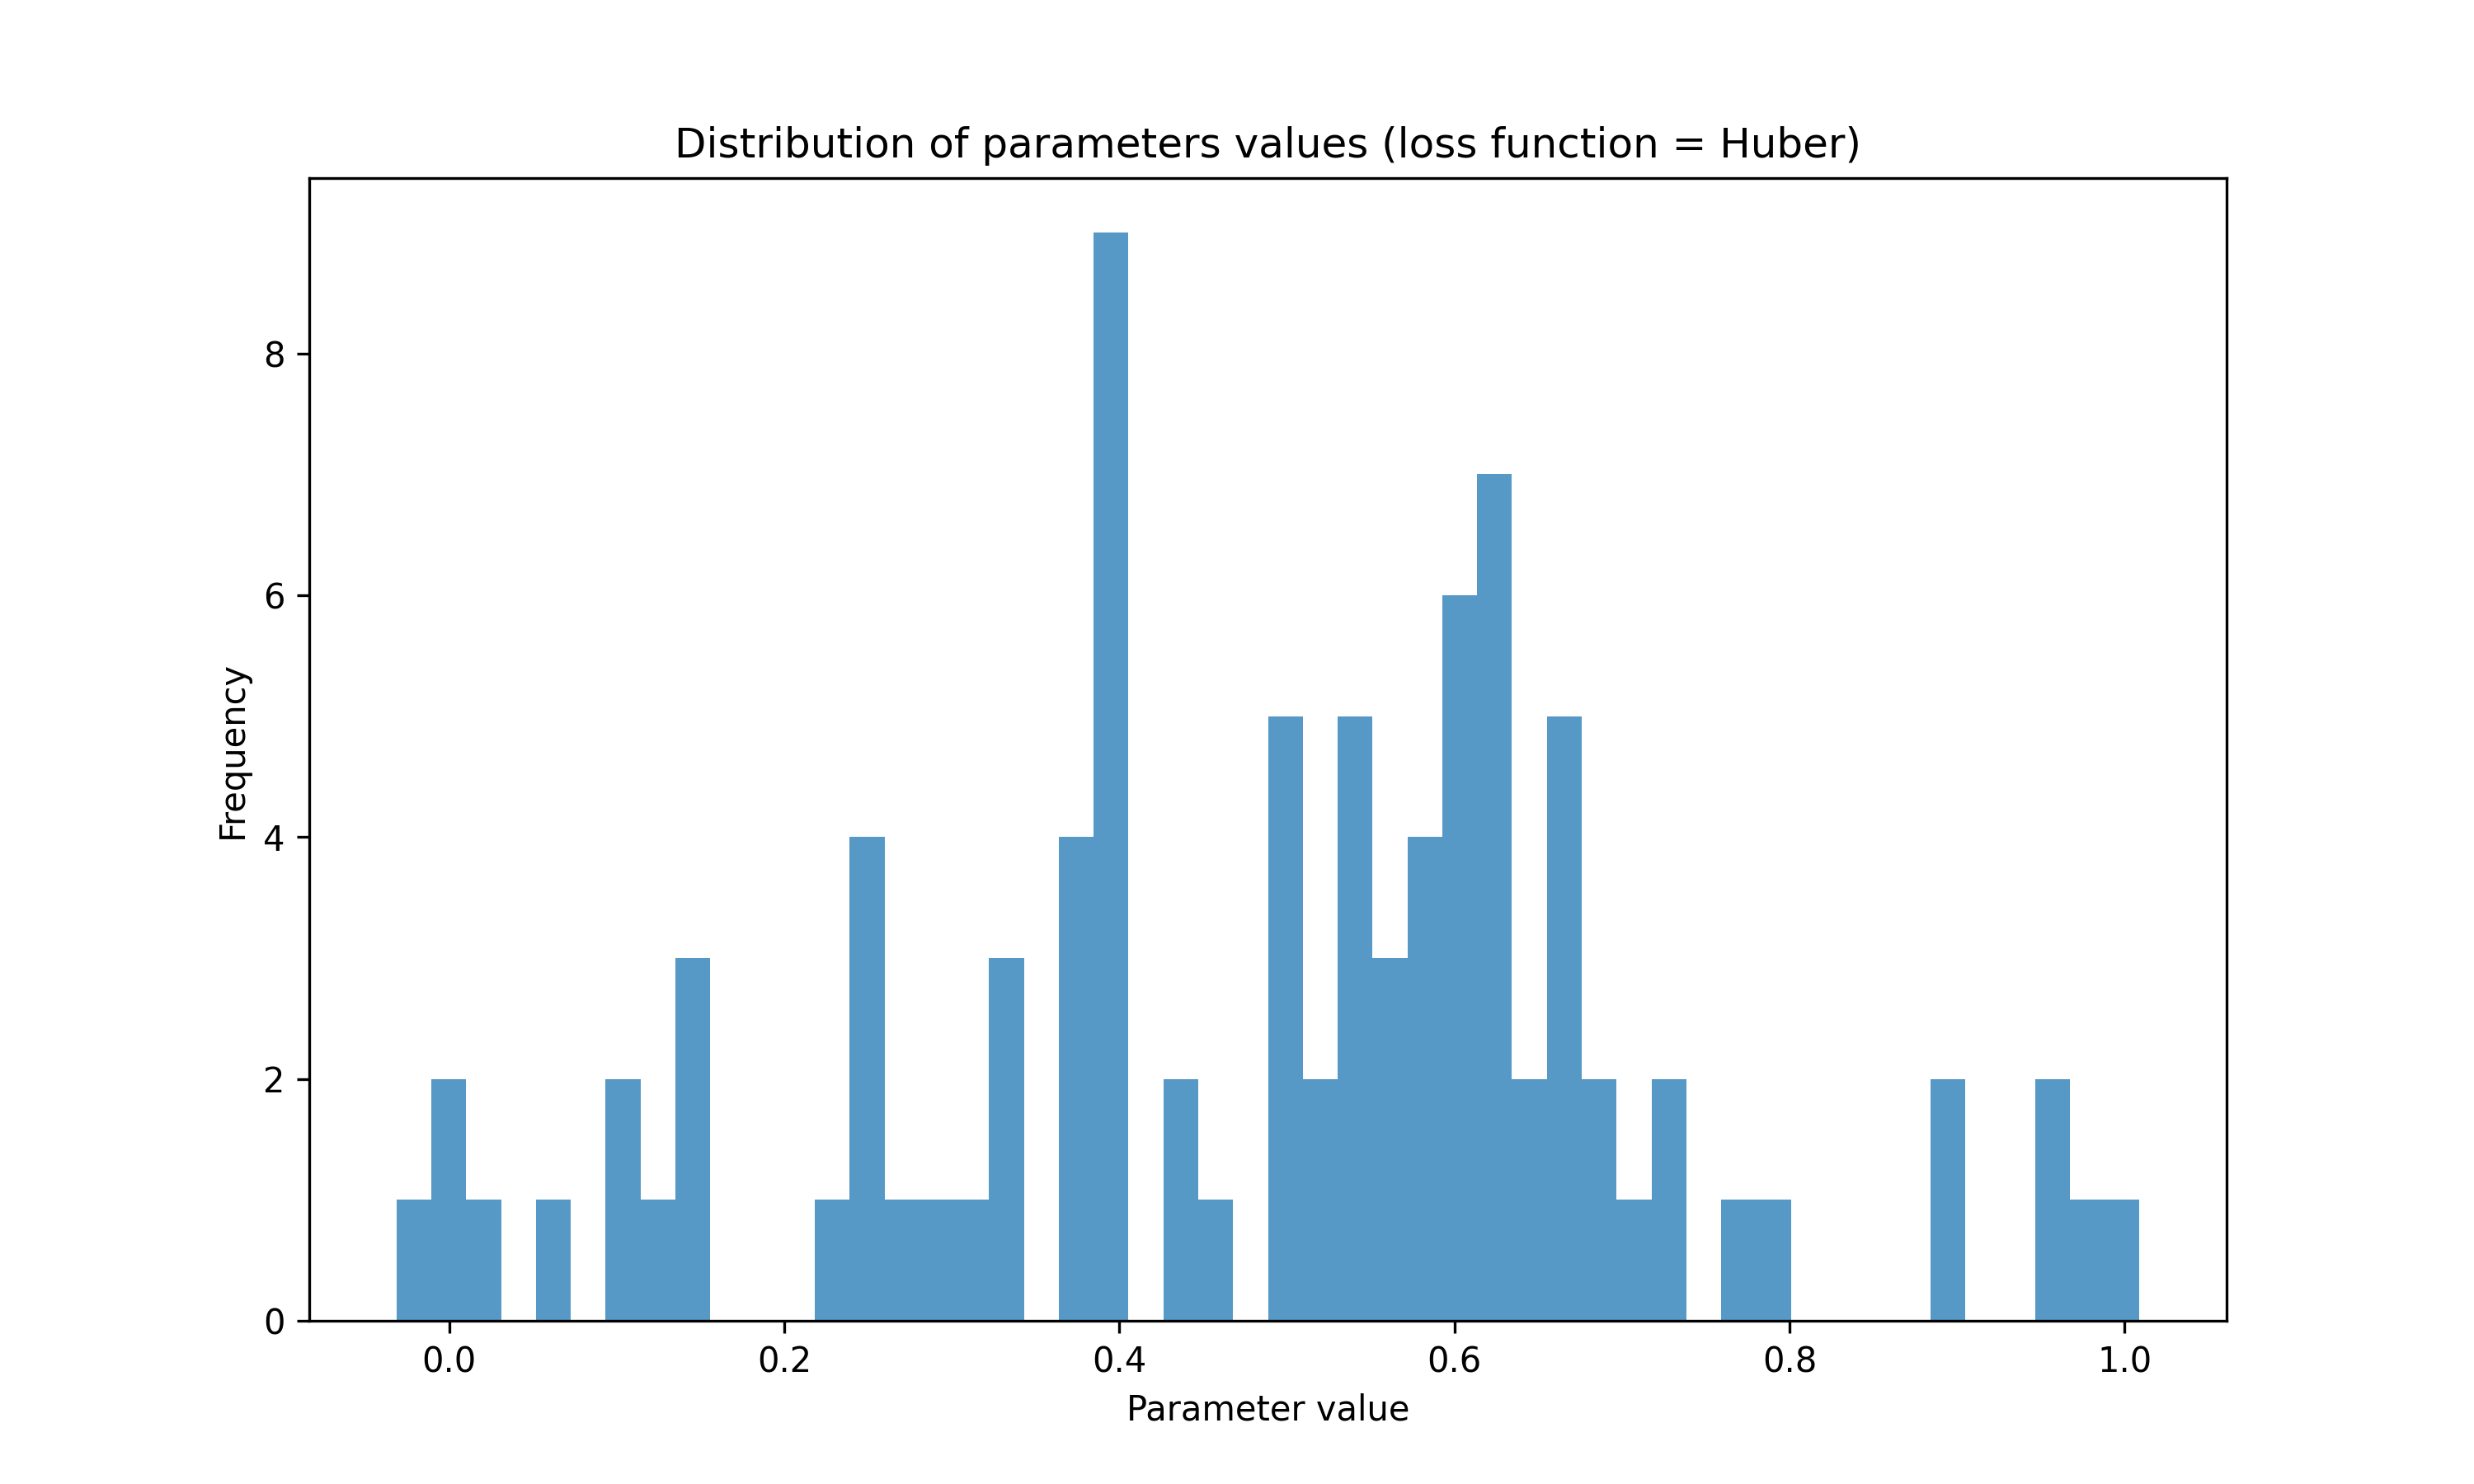 Distribution of parameters values (loss function = Huber)
8
6
4
2
0
Frequency
0.0 0.2 0.4 0.6 0.8 1.0
Parameter value